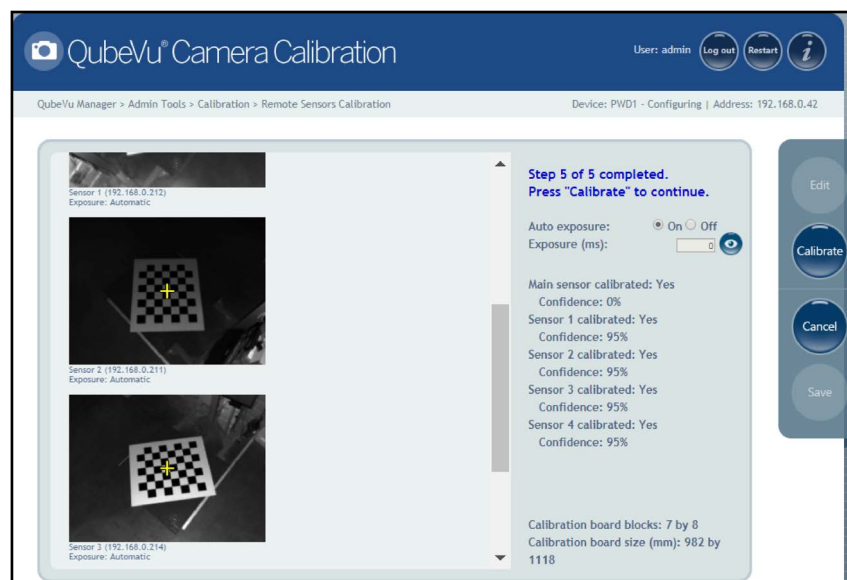 QubeVu® Camera Calibration
User: admin
Log out
Restart
i
QubeVu Manager > Admin Tools > Calibration > Remote Sensors Calibration
Device: PWD1 - Configuring | Address: 192.168.0.42
Sensor 1 (192.168.0.212)
Exposure: Automatic
Sensor 2 (192.168.0.211)
Exposure: Automatic
Sensor 3 (192.168.0.214)
Exposure: Automatic
Step 5 of 5 completed.
Press "Calibrate" to continue.
Auto exposure: On Off
Exposure (ms): 0
Main sensor calibrated: Yes
Confidence: 0%
Sensor 1 calibrated: Yes
Confidence: 95%
Sensor 2 calibrated: Yes
Confidence: 95%
Sensor 3 calibrated: Yes
Confidence: 95%
Sensor 4 calibrated: Yes
Confidence: 95%
Calibration board blocks: 7 by 8
Calibration board size (mm): 982 by
1118
Edit
Calibrate
Cancel
Save